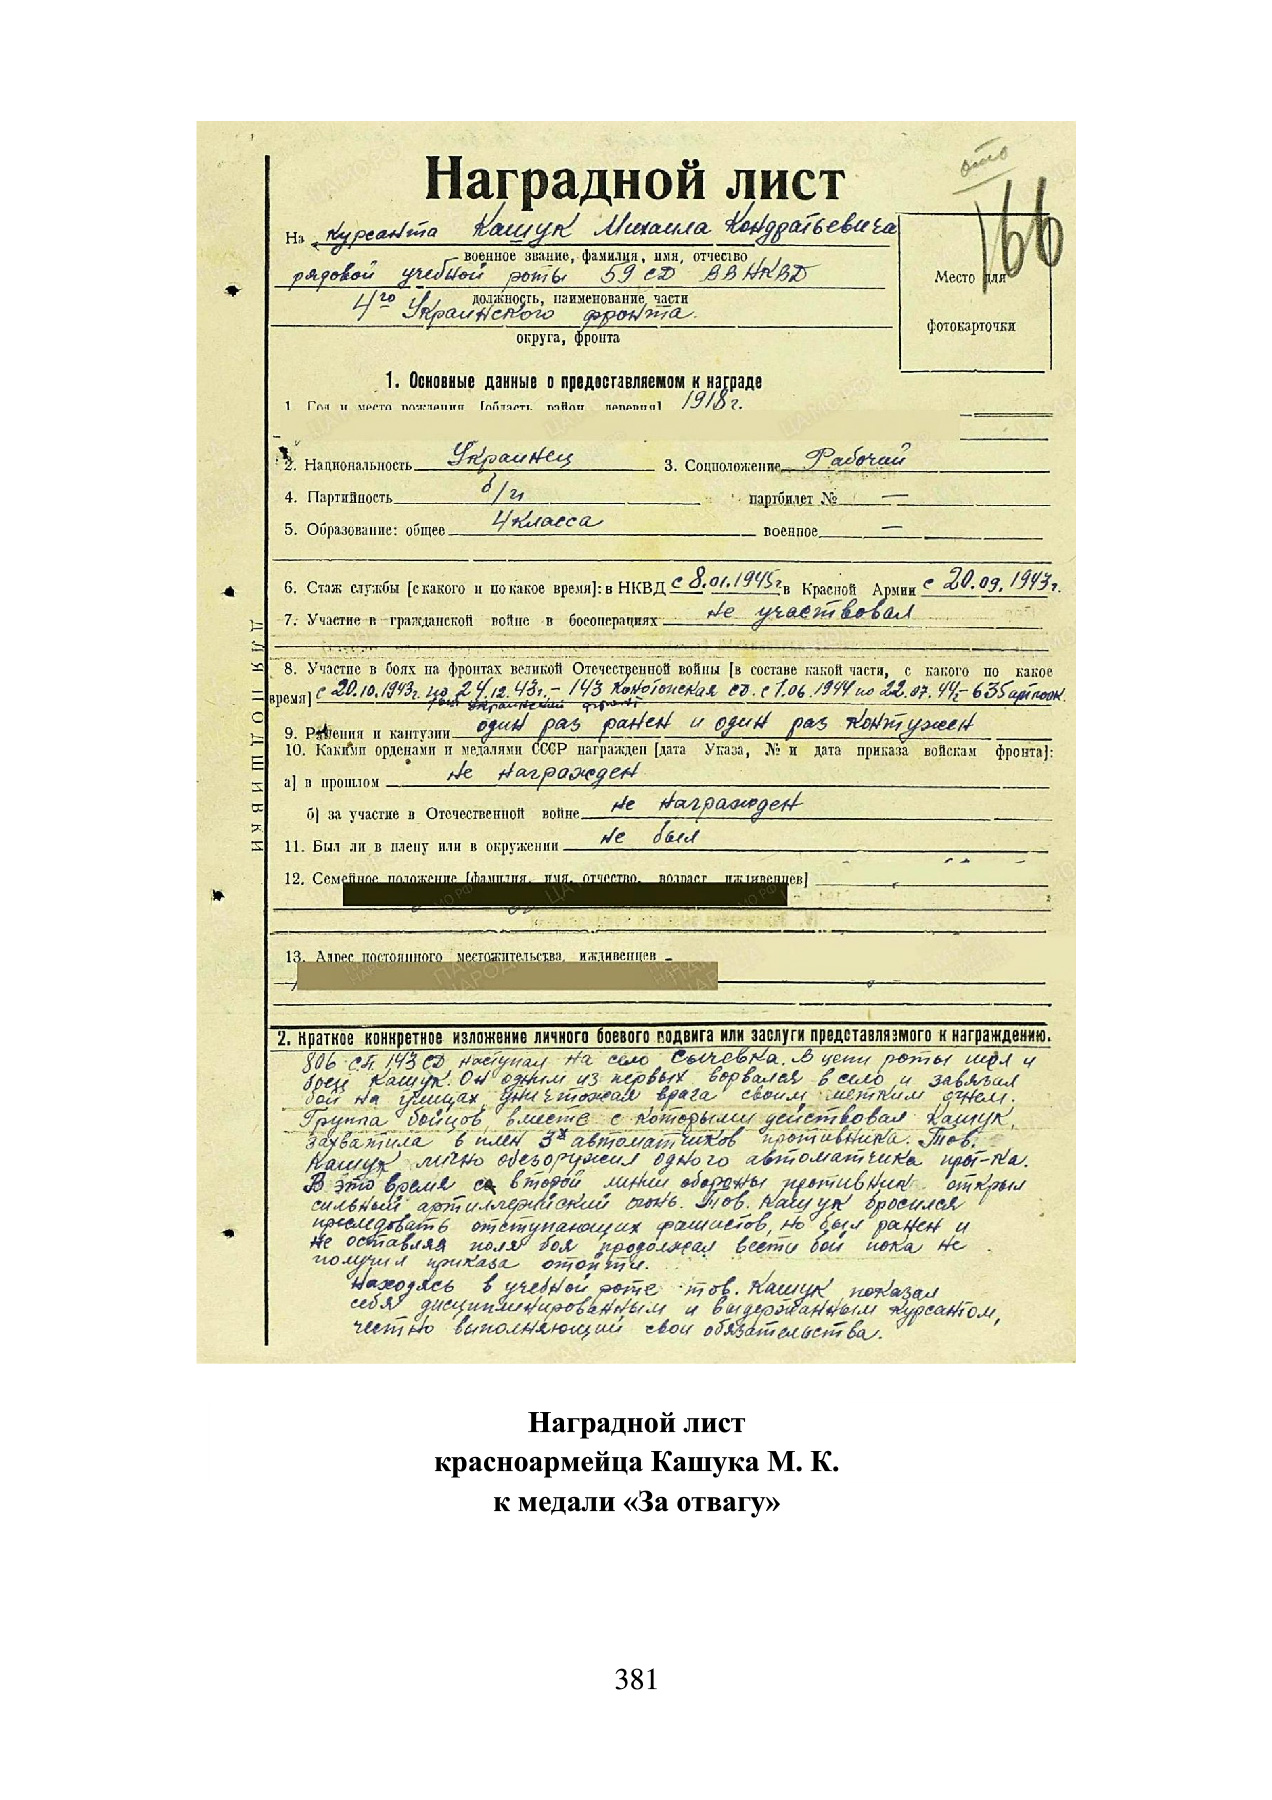 ото
166
Наградной лист
На курсанта Кашук Михаила Кондратьевича
военное звание, фамилия, имя, отчество
рядовой учебной роты 59 сд ВВ НКВД
должность, наименование части
4го Украинского фронта.
округа, фронта
Место для
фотокарточки
1. Основные данные о предоставляемом к награде
1. Год и место рождения [область, район, деревня] 1918 г.
2. Национальность Украинец 3. Соцположение Рабочий
4. Партийность б/п партбилет № —
5. Образование: общее 4 класса военное —
6. Стаж службы [с какого и по какое время]: в НКВД с 8.01.1945 г. в Красной Армии с 20.09.1943 г.
7. Участие в гражданской войне в босоперациях не участвовал
8. Участие в боях на фронтах великой Отечественной войны [в составе какой части, с какого по какое
время] с 20.10.1943 г. по 24.12.43 г. – 143 Конотопская сд. с 1.06.1944 по 22.07.44, – 635 артполк.
Украинский фронт
9. Ранения и кантузии один раз ранен и один раз контужен
10. Какими орденами и медалями СССР награжден [дата Указа, № и дата приказа войскам фронта]:
а] в прошлом не награжден
б) за участие в Отечественной войне не награжден
11. Был ли в плену или в окружении не был
12. Семейное положение [фамилия, имя, отчество, возраст иждивенцев]
13. Адрес постоянного местожительства, иждивенцев
ДЛЯ ПОДШИВКИ
2. Краткое конкретное изложение личного боевого подвига или заслуги представляемого к награждению.
806 сп. 143 СД наступал на село Сычевка. В цепи роты шел и
боец Кашук. Он одним из первых ворвался в село и завязал
бой на улицах, уничтожая врага своим метким огнем.
Группа бойцов, вместе с которыми действовал Кашук,
захватила в плен 3х автоматчиков противника. Тов.
Кашук лично обезоружил одного автоматчика прот-ка.
В это время со второй линии обороны противник открыл
сильный артиллерийский огонь. Тов. Кашук бросился
преследовать отступающих фашистов, но был ранен и
не оставляя поля боя продолжал вести бой пока не
получил приказа отойти.
Находясь в учебной роте тов. Кашук показал
себя дисциплинированным и выдержанным курсантом,
честно выполняющий свои обязательства.
Наградной лист
красноармейца Кашука М. К.
к медали «За отвагу»
381